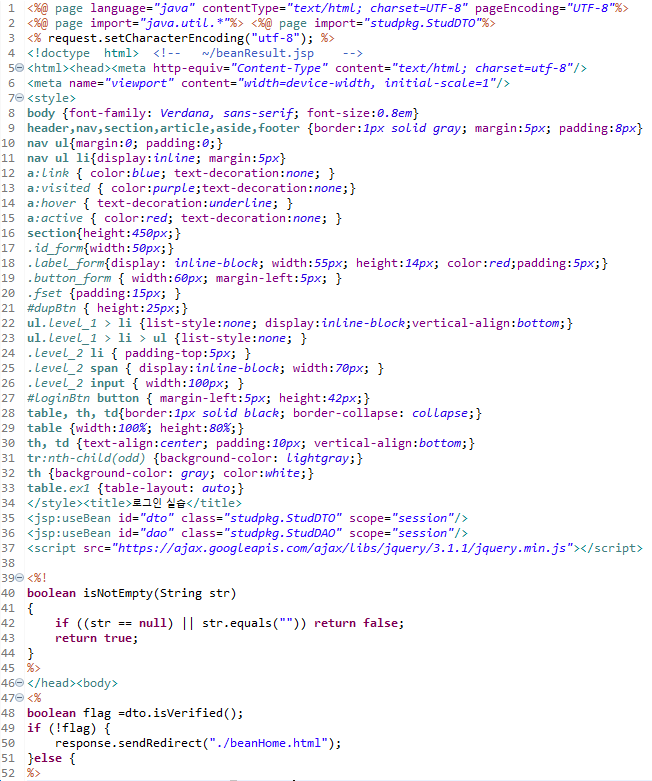 1 <%@ page language="java" contentType="text/html; charset=UTF-8" pageEncoding="UTF-8"%>
2 <%@ page import="java.util.*"%> <%@ page import="studpkg.StudDTO"%>
3 <% request.setCharacterEncoding("utf-8"); %>
4 <!doctype  html>  <!--   ~/beanResult.jsp    -->
5 <html><head><meta http-equiv="Content-Type" content="text/html; charset=utf-8"/>
6 <meta name="viewport" content="width=device-width, initial-scale=1"/>
7 <style>
8 body {font-family: Verdana, sans-serif; font-size:0.8em}
9 header,nav,section,article,aside,footer {border:1px solid gray; margin:5px; padding:8px}
10 nav ul{margin:0; padding:0;}
11 nav ul li{display:inline; margin:5px}
12 a:link { color:blue; text-decoration:none; }
13 a:visited { color:purple;text-decoration:none;}
14 a:hover { text-decoration:underline; }
15 a:active { color:red; text-decoration:none; }
16 section{height:450px;}
17 .id_form{width:50px;}
18 .label_form{display: inline-block; width:55px; height:14px; color:red;padding:5px;}
19 .button_form { width:60px; margin-left:5px; }
20 .fset {padding:15px; }
21 #dupBtn { height:25px;}
22 ul.level_1 > li {list-style:none; display:inline-block;vertical-align:bottom;}
23 ul.level_1 > li > ul {list-style:none; }
24 .level_2 li { padding-top:5px; }
25 .level_2 span { display:inline-block; width:70px; }
26 .level_2 input { width:100px; }
27 #loginBtn button { margin-left:5px; height:42px;}
28 table, th, td{border:1px solid black; border-collapse: collapse;}
29 table {width:100%; height:80%;}
30 th, td {text-align:center; padding:10px; vertical-align:bottom;}
31 tr:nth-child(odd) {background-color: lightgray;}
32 th {background-color: gray; color:white;}
33 table.ex1 {table-layout: auto;}
34 </style><title>로그인 실습</title>
35 <jsp:useBean id="dto" class="studpkg.StudDTO" scope="session"/>
36 <jsp:useBean id="dao" class="studpkg.StudDAO" scope="session"/>
37 <script src="https://ajax.googleapis.com/ajax/libs/jquery/3.1.1/jquery.min.js"></script>
38
39 <%!
40 boolean isNotEmpty(String str)
41 {
42     if ((str == null) || str.equals("")) return false;
43     return true;
44 }
45 %>
46 </head><body>
47 <%
48 boolean flag =dto.isVerified();
49 if (!flag) {
50     response.sendRedirect("./beanHome.html");
51 }else {
52 %>